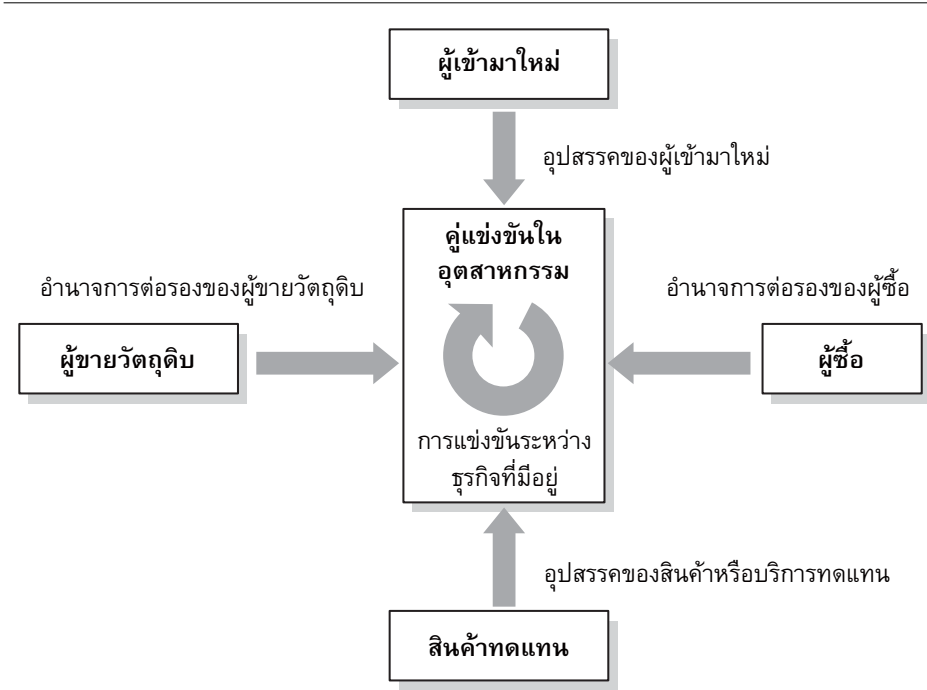 ผู้เข้ามาใหม่
อุปสรรคของผู้เข้ามาใหม่
คู่แข่งขันใน
อุตสาหกรรม
อำนาจการต่อรองของผู้ขายวัตถุดิบ
อำนาจการต่อรองของผู้ซื้อ
ผู้ขายวัตถุดิบ
ผู้ซื้อ
การแข่งขันระหว่าง
ธุรกิจที่มีอยู่
อุปสรรคของสินค้าหรือบริการทดแทน
สินค้าทดแทน